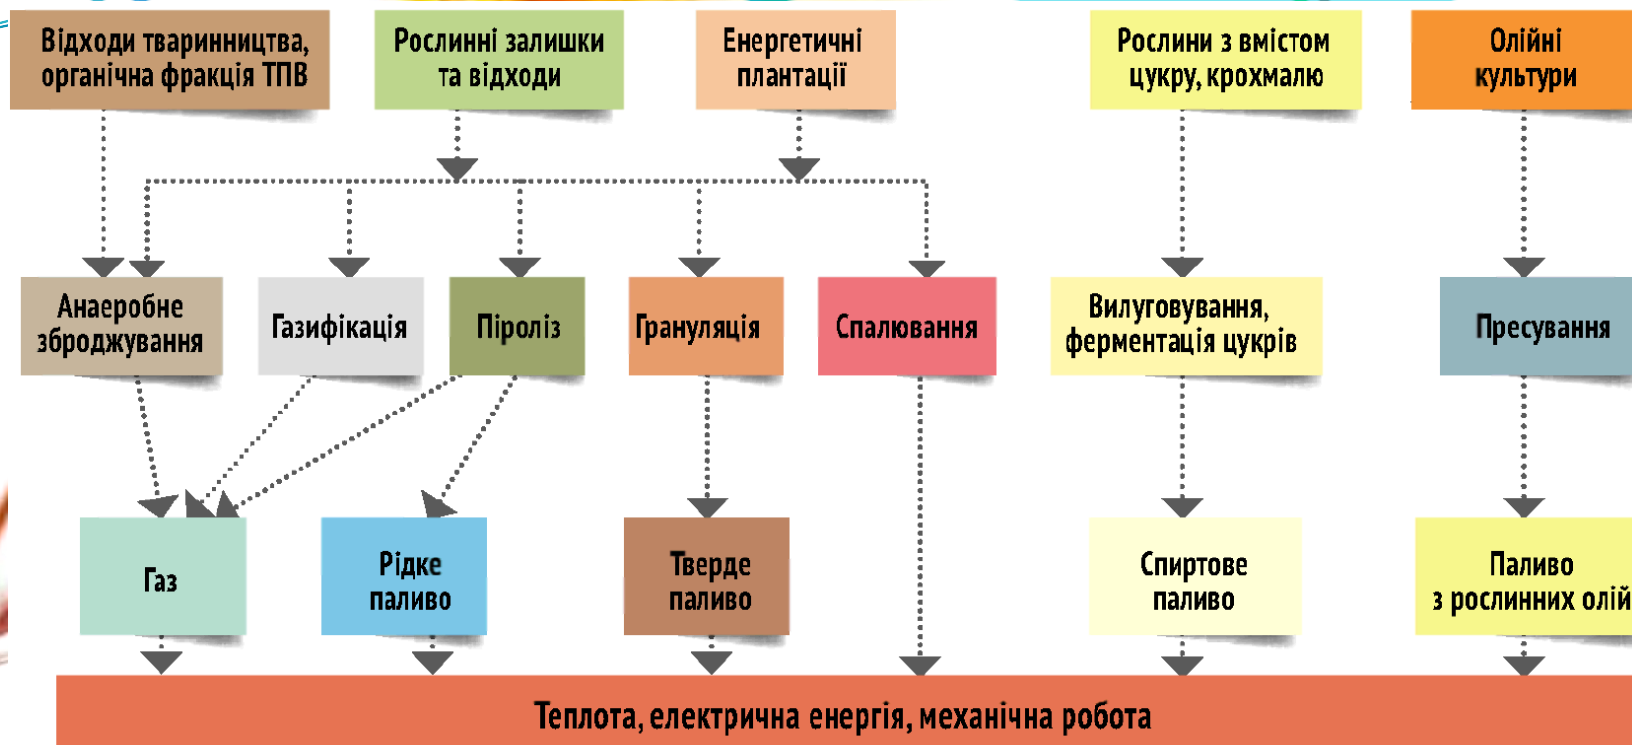 Відходи тваринництва,
органічна фракція ТПВ
Рослинні залишки
та відходи
Енергетичні
плантації
Рослини з вмістом
цукру, крохмалю
Олійні
культури
Анаеробне
зброджування
Газифікація
Піроліз
Грануляція
Спалювання
Вилуговування,
ферментація цукрів
Пресування
Газ
Рідке
паливо
Тверде
паливо
Спиртове
паливо
Паливо
з рослинних олій
Теплота, електрична енергія, механічна робота